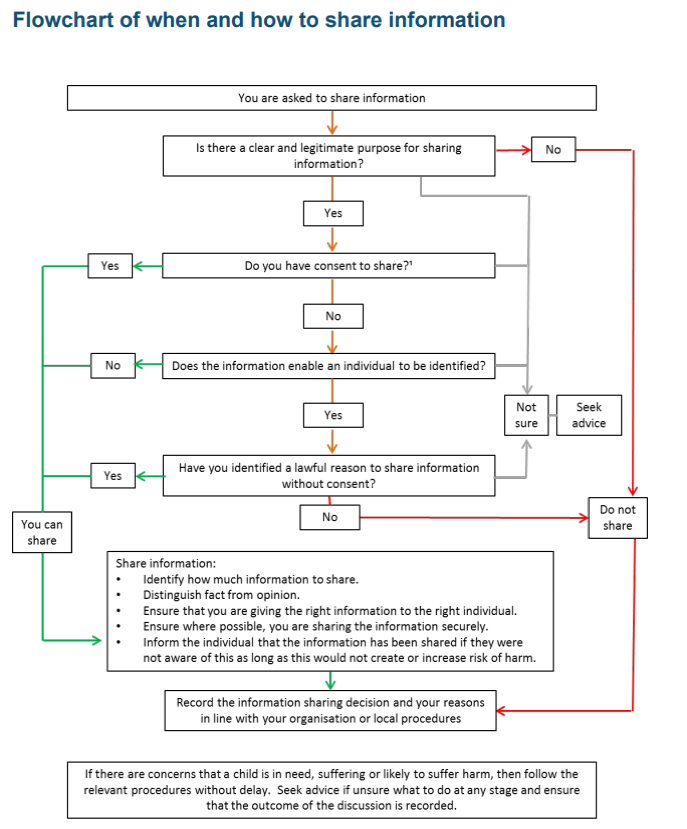 Flowchart of when and how to share information
You are asked to share information
Is there a clear and legitimate purpose for sharing
information?
No
Yes
Yes
Do you have consent to share?¹
No
No
Does the information enable an individual to be identified?
Yes
Not
sure
Seek
advice
Yes
Have you identified a lawful reason to share information
without consent?
No
Do not
share
You can
share
Share information:
• Identify how much information to share.
• Distinguish fact from opinion.
• Ensure that you are giving the right information to the right individual.
• Ensure where possible, you are sharing the information securely.
• Inform the individual that the information has been shared if they were
not aware of this as long as this would not create or increase risk of harm.
Record the information sharing decision and your reasons
in line with your organisation or local procedures
If there are concerns that a child is in need, suffering or likely to suffer harm, then follow the
relevant procedures without delay.  Seek advice if unsure what to do at any stage and ensure
that the outcome of the discussion is recorded.